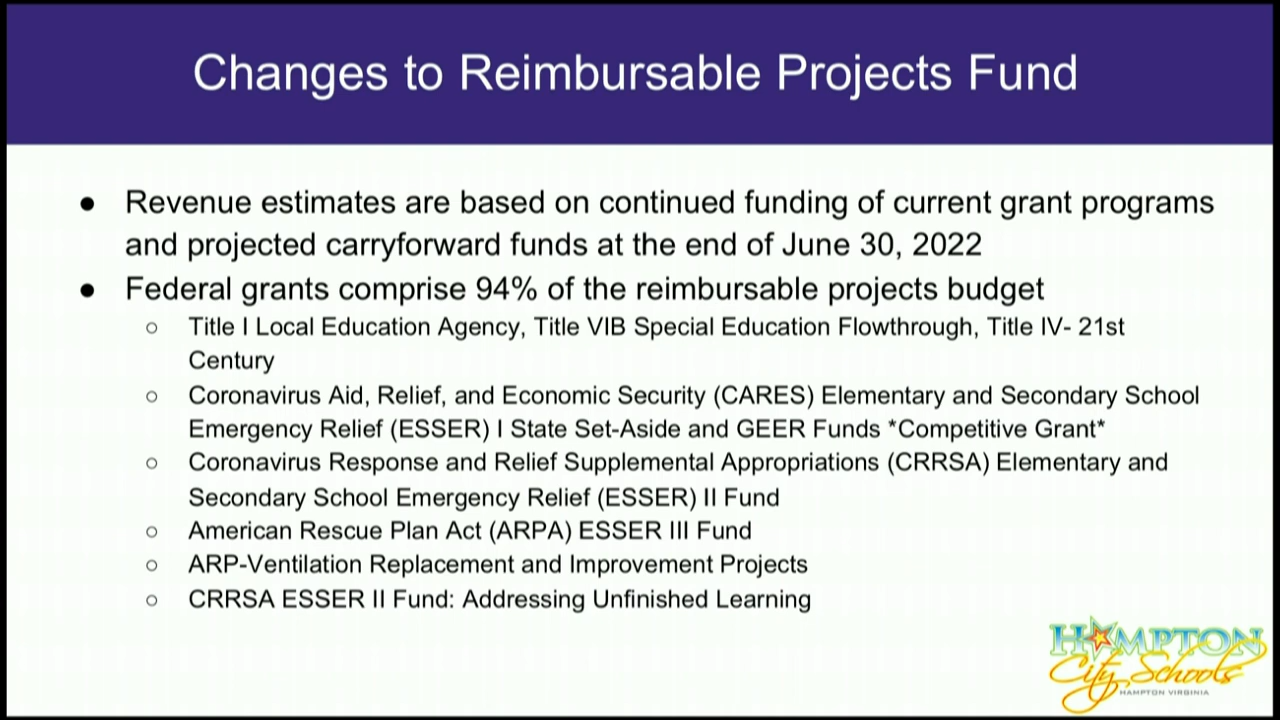 Changes to Reimbursable Projects Fund
● Revenue estimates are based on continued funding of current grant programs
and projected carryforward funds at the end of June 30, 2022
● Federal grants comprise 94% of the reimbursable projects budget
○ Title I Local Education Agency, Title VIB Special Education Flowthrough, Title IV- 21st
Century
○ Coronavirus Aid, Relief, and Economic Security (CARES) Elementary and Secondary School
Emergency Relief (ESSER) I State Set-Aside and GEER Funds *Competitive Grant*
○ Coronavirus Response and Relief Supplemental Appropriations (CRRSA) Elementary and
Secondary School Emergency Relief (ESSER) II Fund
○ American Rescue Plan Act (ARPA) ESSER III Fund
○ ARP-Ventilation Replacement and Improvement Projects
○ CRRSA ESSER II Fund: Addressing Unfinished Learning
HAMPTON
City Schools
HAMPTON VIRGINIA